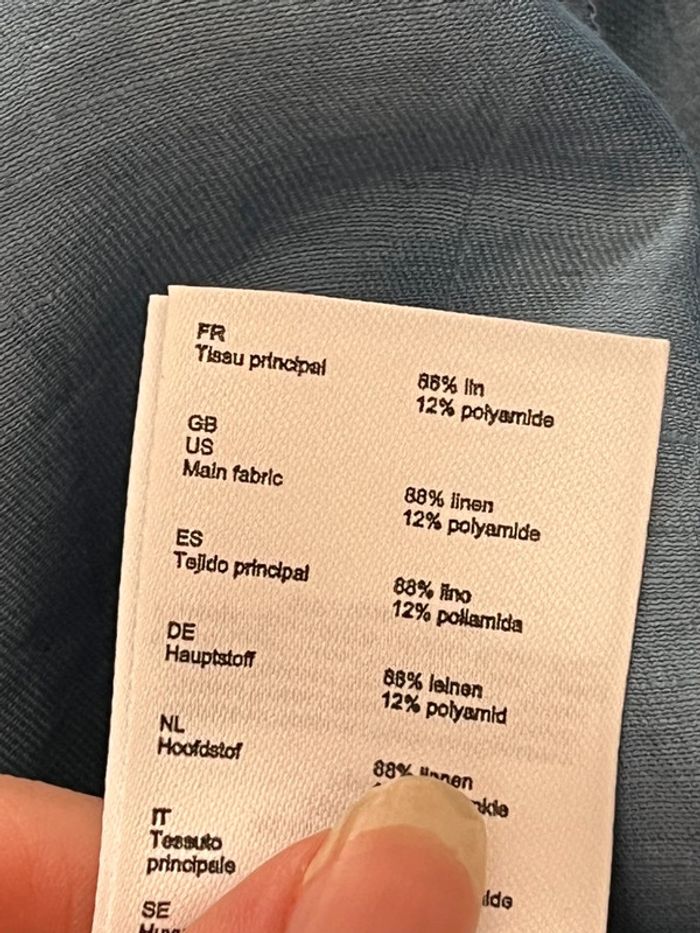 FR
Tissu principal
88% lin
12% polyamide
GB
US
Main fabric
88% linen
12% polyamide
ES
Tejido principal
88% lino
12% poliamida
DE
Hauptstoff
88% leinen
12% polyamid
NL
Hoofdstof
88% linnen
IT
Tessuto
principale
SE